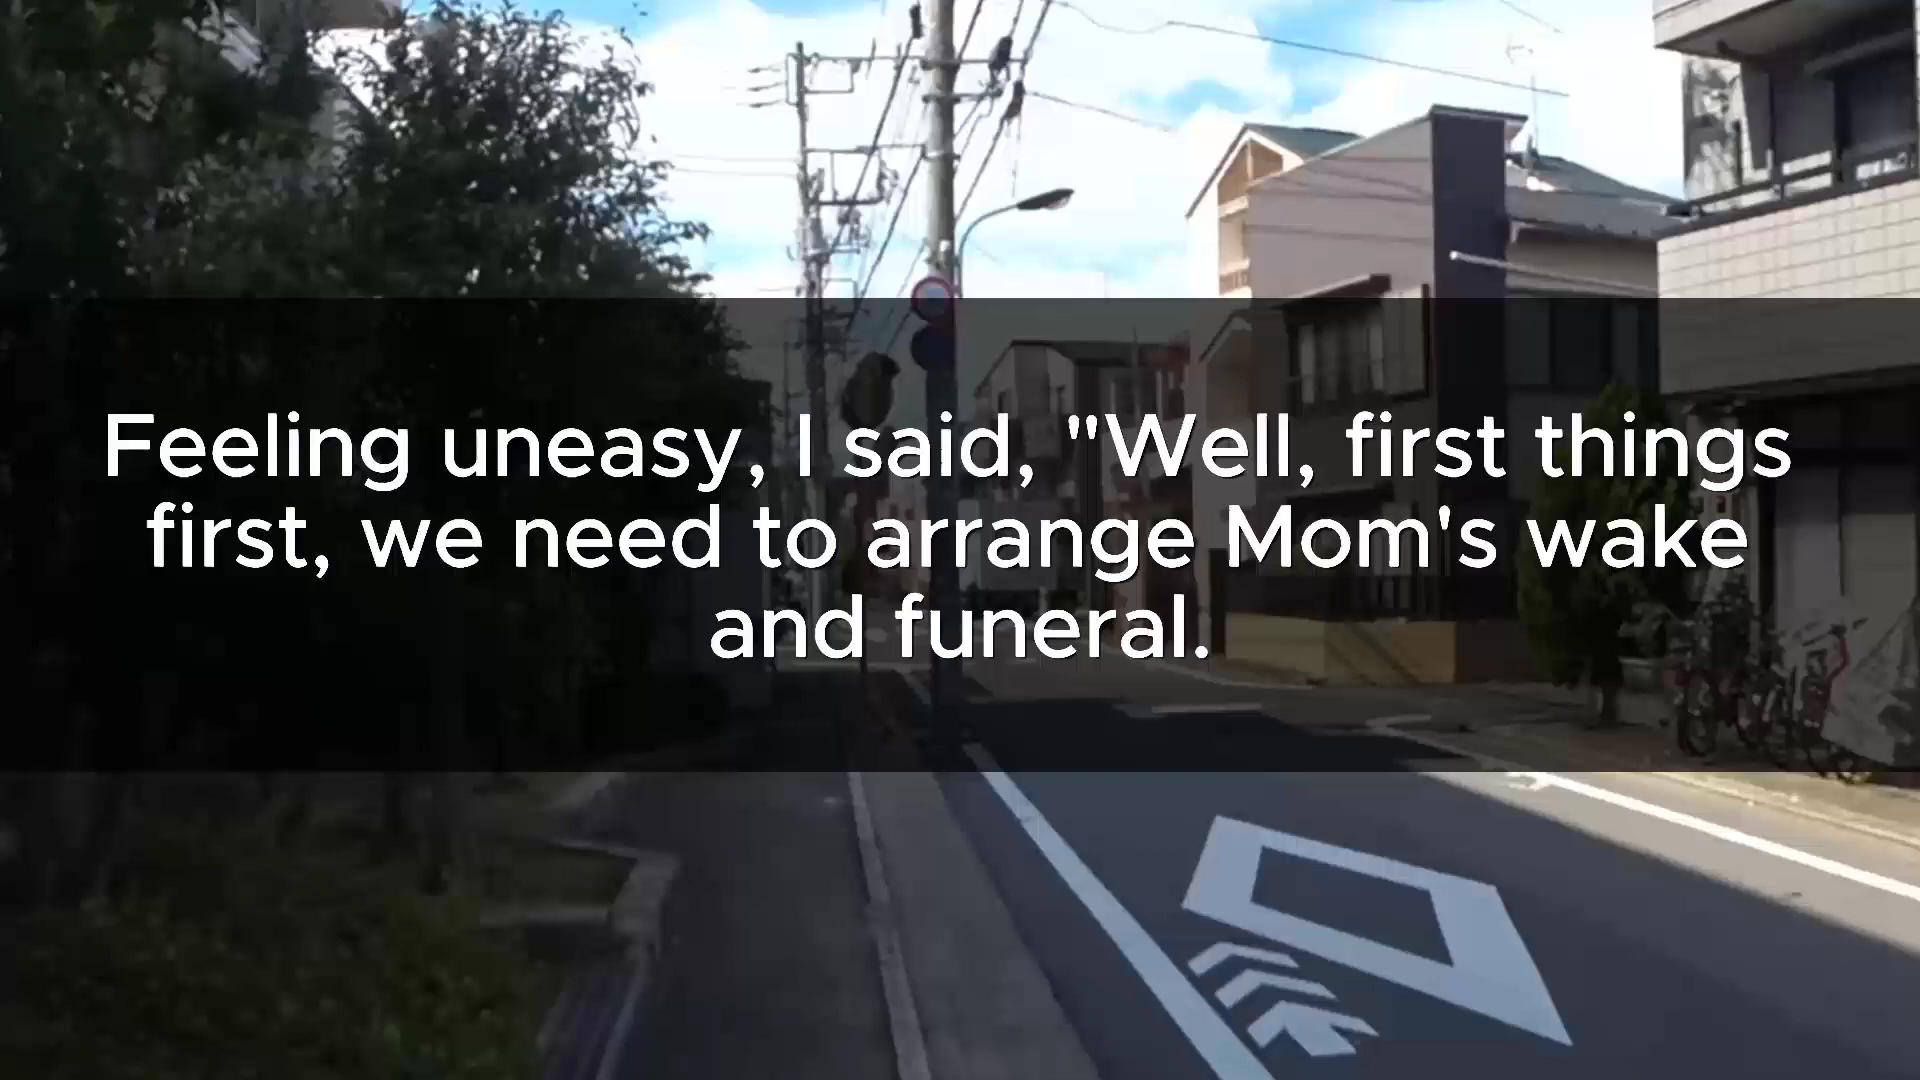 Feeling uneasy, I said, "Well, first things
first, we need to arrange Mom's wake
and funeral.